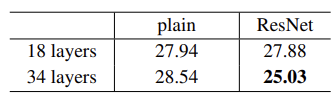 plain ResNet
18 layers 27.94 27.88
34 layers 28.54 25.03